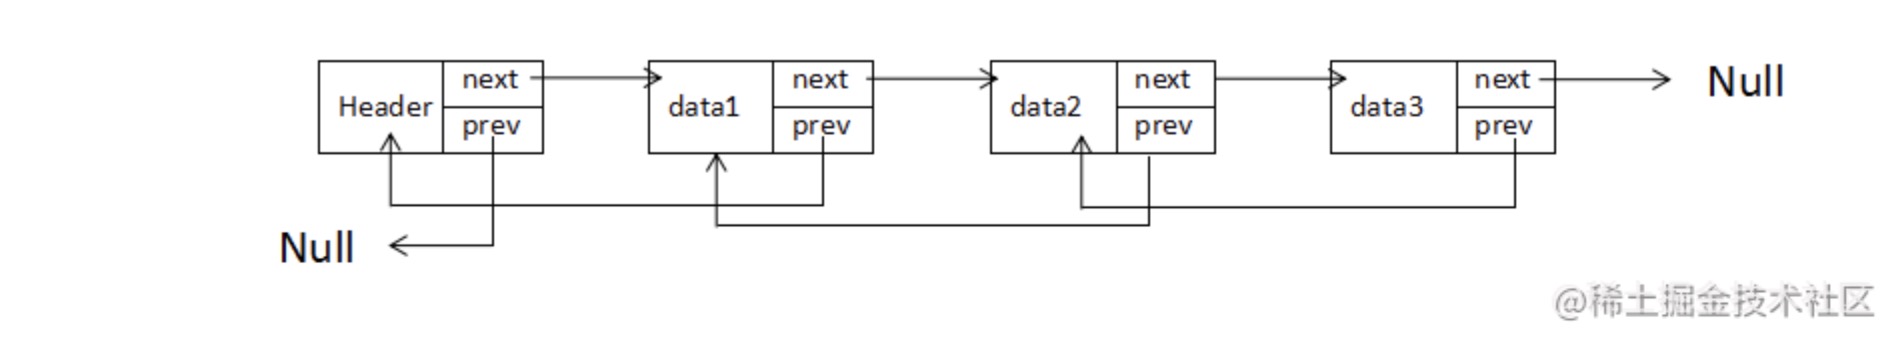 next next next next Null
Header data1 data2 data3
prev prev prev prev
Null
@稀土掘金技术社区